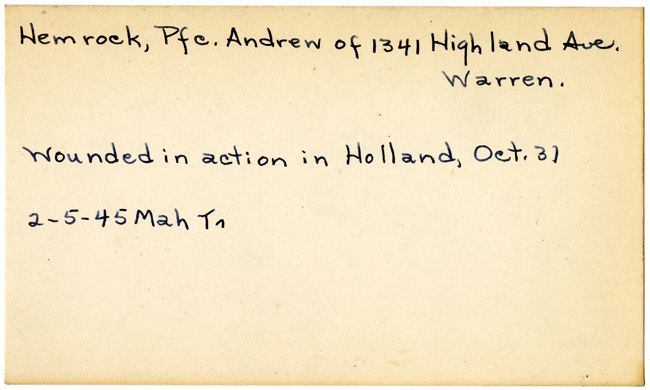 Hemrock, Pfc. Andrew of 1341 Highland Ave.
Warren.
Wounded in action in Holland, Oct. 31
2-5-45 Mah Tr